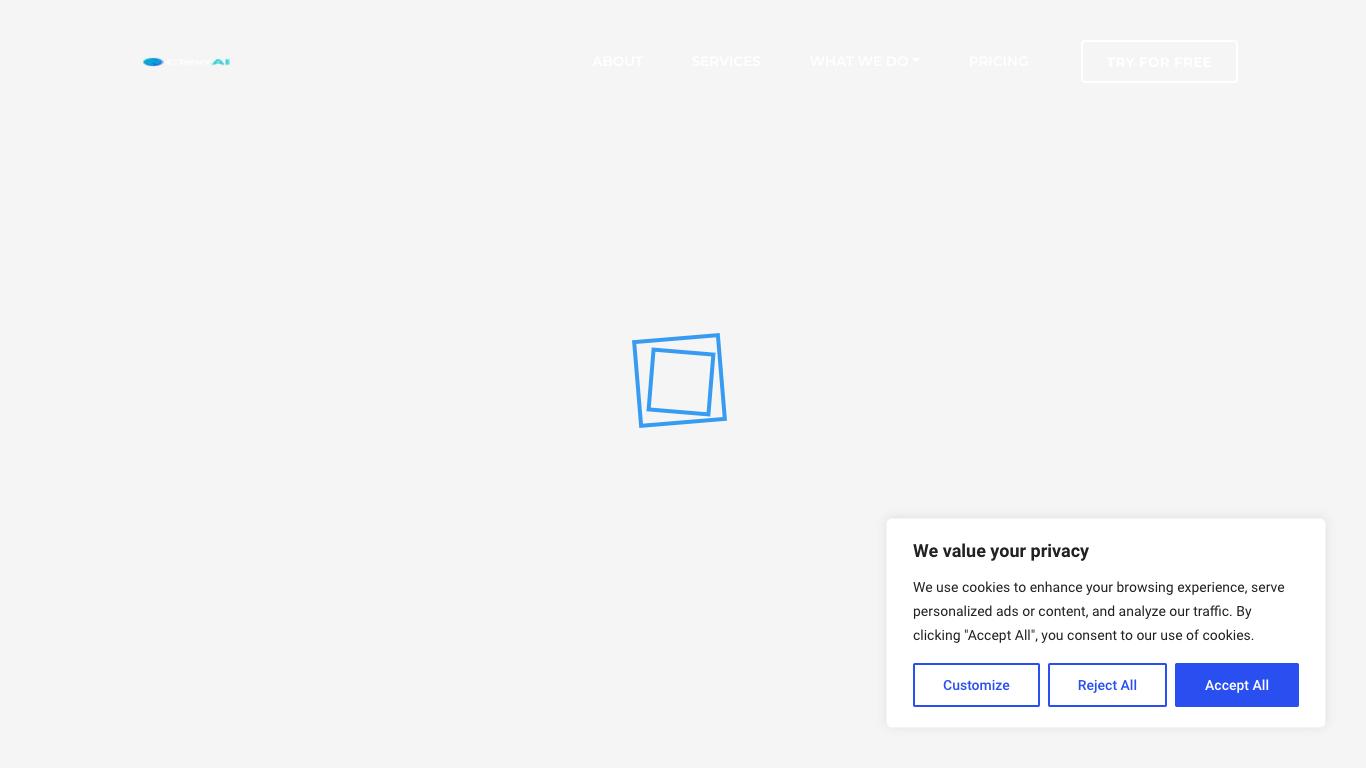 ABOUT
SERVICES
WHAT WE DO
PRICING
TRY FOR FREE
We value your privacy
We use cookies to enhance your browsing experience, serve
personalized ads or content, and analyze our traffic. By
clicking "Accept All", you consent to our use of cookies.
Customize
Reject All
Accept All